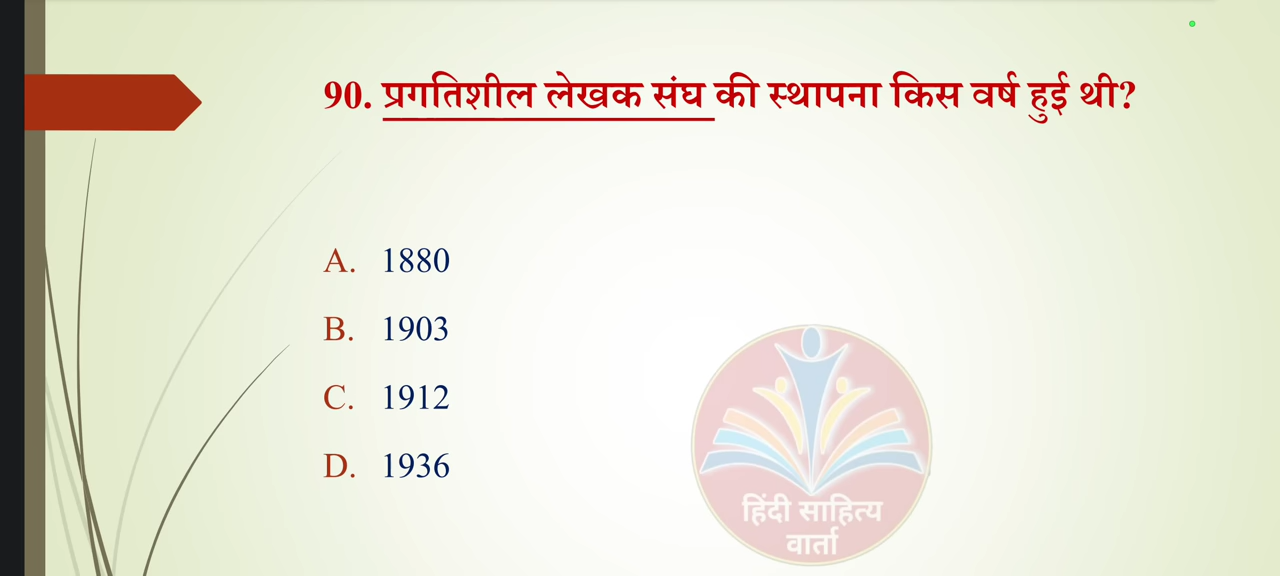 90. प्रगतिशील लेखक संघ की स्थापना किस वर्ष हुई थी?
A. 1880
B. 1903
C. 1912
D. 1936
हिंदी साहित्य
वार्ता